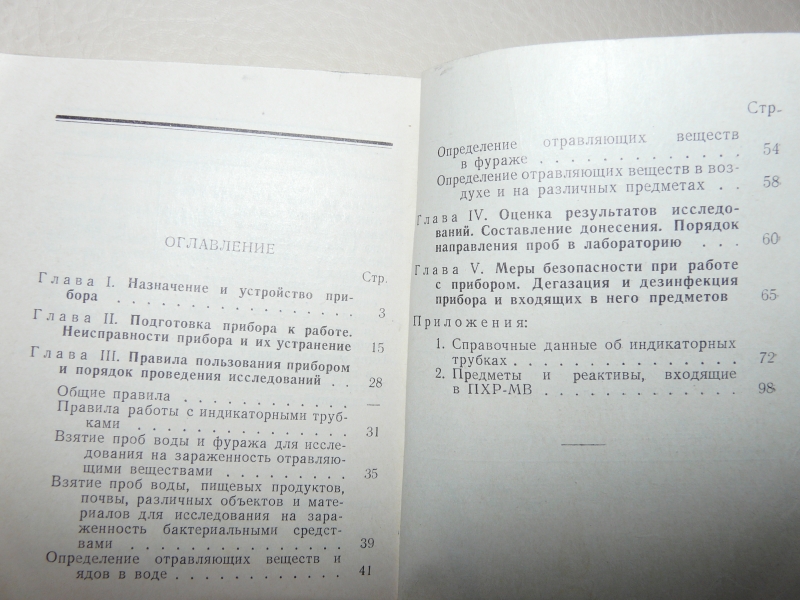 ОГЛАВЛЕНИЕ
Стр.
Глава I. Назначение и устройство при-
бора . . . . . . . . . . . . . . . . . 3
Глава II. Подготовка прибора к работе.
Неисправности прибора и их устранение 15
Глава III. Правила пользования прибором
и порядок проведения исследований . . 28
Общие правила . . . . . . . . . . . . —
Правила работы с индикаторными труб-
ками . . . . . . . . . . . . . . . 31
Взятие проб воды и фуража для иссле-
дования на зараженность отравляю-
щими веществами . . . . . . . . . 35
Взятие проб воды, пищевых продуктов,
почвы, различных объектов и мате-
риалов для исследования на зара-
женность бактериальными средст-
вами . . . . . . . . . . . . . . . 39
Определение отравляющих веществ и
ядов в воде . . . . . . . . . . . . 41
Стр.
Определение отравляющих веществ
в фураже . . . . . . . . . . . . . 54
Определение отравляющих веществ в воз-
духе и на различных предметах . . 58
Глава IV. Оценка результатов исследо-
ваний. Составление донесения. Порядок
направления проб в лабораторию . . . 60
Глава V. Меры безопасности при работе
с прибором. Дегазация и дезинфекция
прибора и входящих в него предметов 65
Приложения:
1. Справочные данные об индикаторных
трубках . . . . . . . . . . . . . . . 72
2. Предметы и реактивы, входящие
в ПХР-МВ . . . . . . . . . . . . . 98